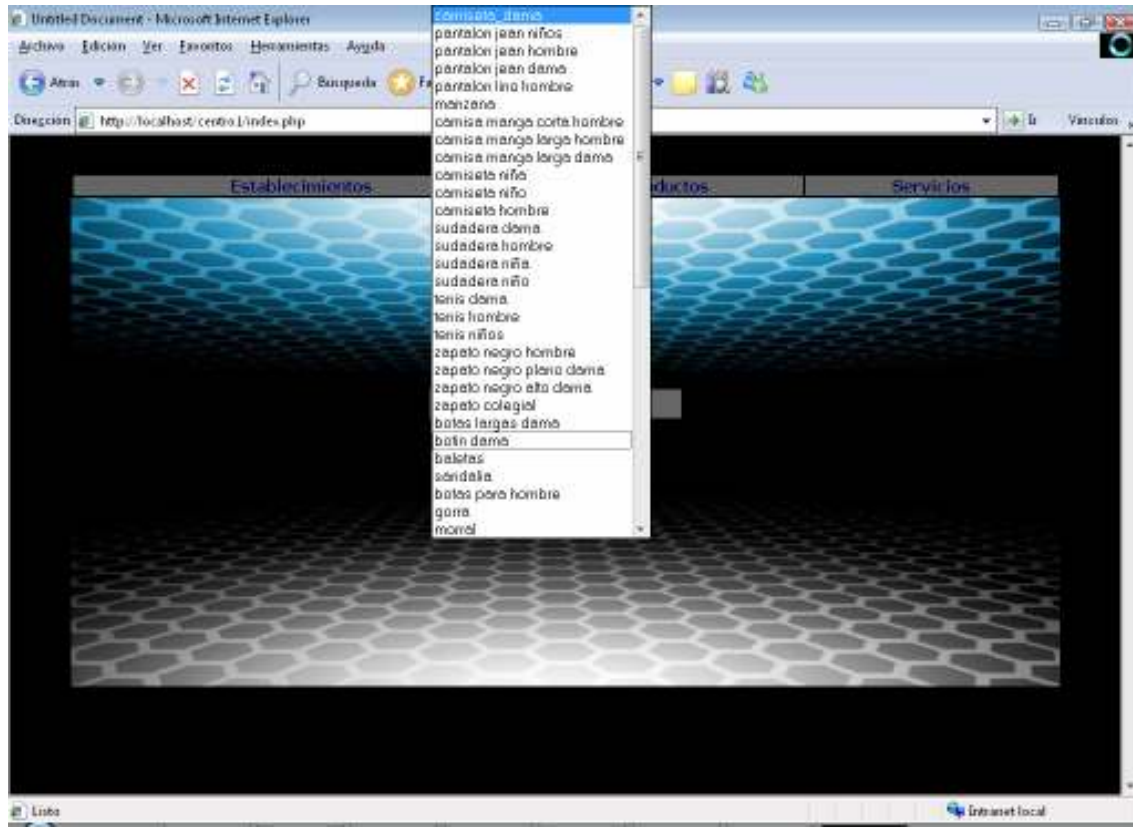 Untitled Document - Microsoft Internet Explorer
Archivo Edición Ver Favoritos Herramientas Ayuda
Atrás Búsqueda
Dirección http://localhost/centro1/index.php Ir Vínculos
Establecimientos ductos Servicios
camiseta_dama
pantalon jean niños
pantalon jean hombre
pantalon jean dama
pantalon lino hombre
manzana
camisa manga corta hombre
camisa manga larga hombre
camisa manga larga dama
camiseta niña
camiseta niño
camiseta hombre
sudadera dama
sudadera hombre
sudadera niña
sudadera niño
tenis dama
tenis hombre
tenis niños
zapato negro hombre
zapato negro plano dama
zapato negro alto dama
zapato colegial
botas largas dama
botin dama
baletas
sandalia
botas para hombre
gorra
morral
Listo Intranet local